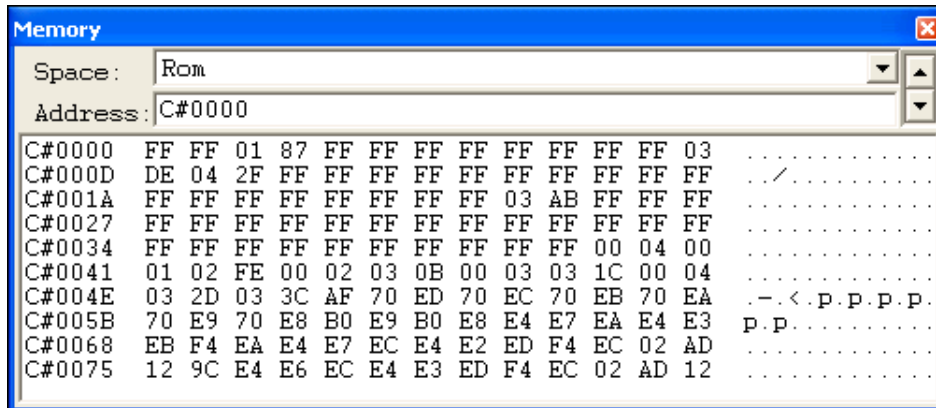 Memory
Space: Rom
Address: C#0000
C#0000 FF FF 01 87 FF FF FF FF FF FF FF FF 03 .............
C#000D DE 04 2F FF FF FF FF FF FF FF FF FF FF ../..........
C#001A FF FF FF FF FF FF FF FF 03 AB FF FF FF .............
C#0027 FF FF FF FF FF FF FF FF FF FF FF FF FF .............
C#0034 FF FF FF FF FF FF FF FF FF FF 00 04 00 .............
C#0041 01 02 FE 00 02 03 0B 00 03 03 1C 00 04 .............
C#004E 03 2D 03 3C AF 70 ED 70 EC 70 EB 70 EA .-.<.p.p.p.p.
C#005B 70 E9 70 E8 B0 E9 B0 E8 E4 E7 EA E4 E3 p.p..........
C#0068 EB F4 EA E4 E7 EC E4 E2 ED F4 EC 02 AD .............
C#0075 12 9C E4 E6 EC E4 E3 ED F4 EC 02 AD 12 .............